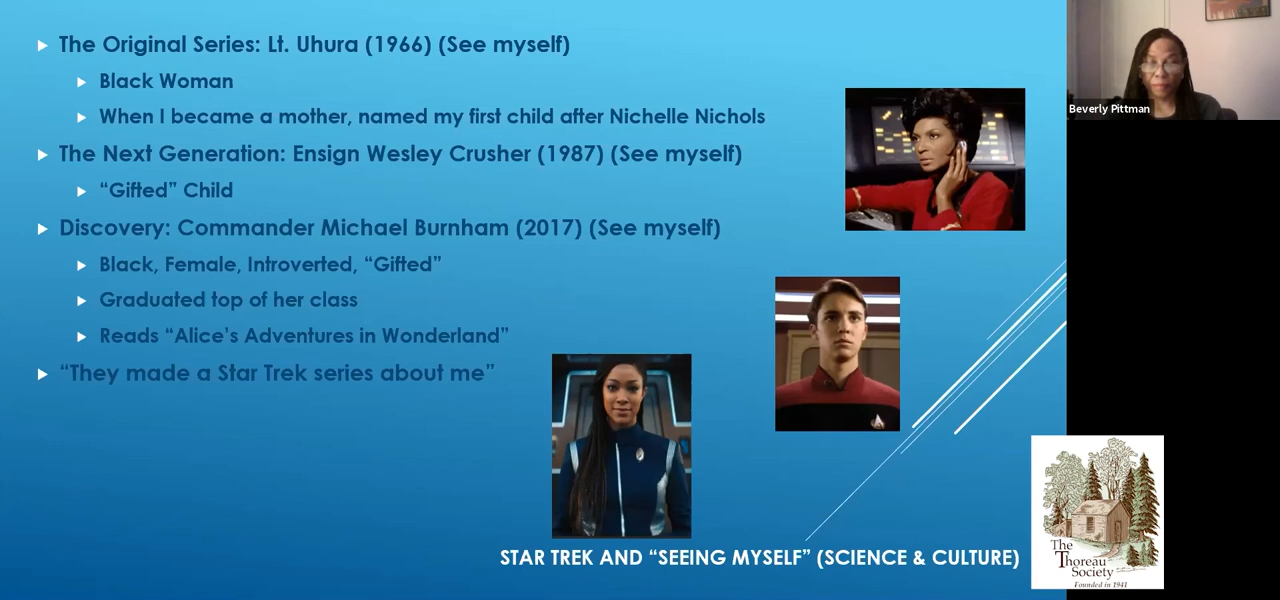 The Original Series: Lt. Uhura (1966) (See myself)
Black Woman
When I became a mother, named my first child after Nichelle Nichols
The Next Generation: Ensign Wesley Crusher (1987) (See myself)
“Gifted” Child
Discovery: Commander Michael Burnham (2017) (See myself)
Black, Female, Introverted, “Gifted”
Graduated top of her class
Reads “Alice’s Adventures in Wonderland”
“They made a Star Trek series about me”
STAR TREK AND “SEEING MYSELF” (SCIENCE & CULTURE)
Beverly Pittman
The
Thoreau
Society
Founded in 1941